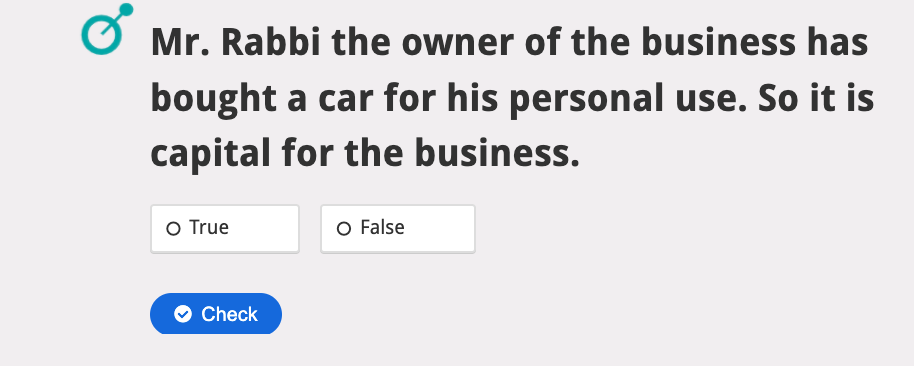 Mr. Rabbi the owner of the business has
bought a car for his personal use. So it is
capital for the business.
True
False
Check